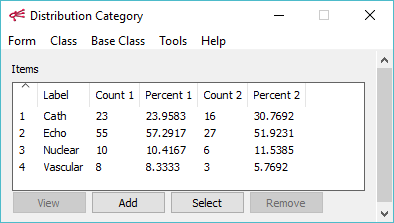 Distribution Category
Form Class Base Class Tools Help
Items
Label Count 1 Percent 1 Count 2 Percent 2
1 Cath 23 23.9583 16 30.7692
2 Echo 55 57.2917 27 51.9231
3 Nuclear 10 10.4167 6 11.5385
4 Vascular 8 8.3333 3 5.7692
View Add Select Remove